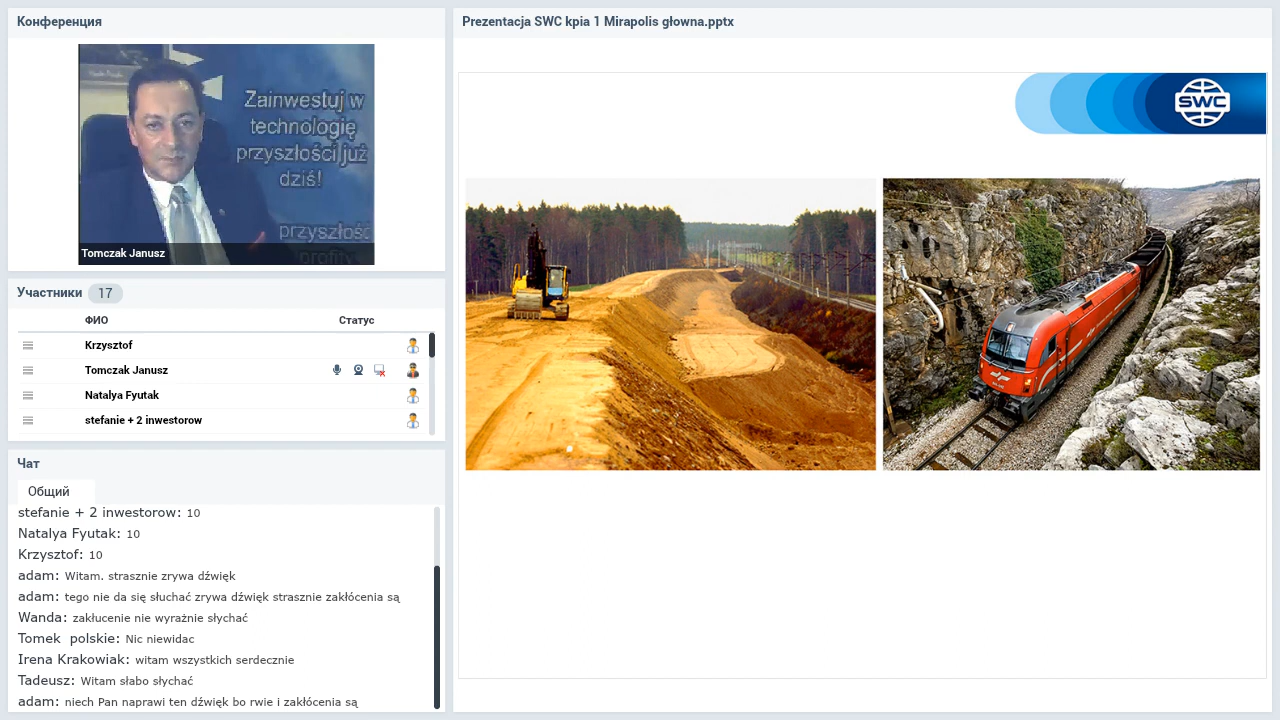 Конференция
Zainwestuj w
technologię
przyszłości już
dziś!
przyszłość
profity
Tomczak Janusz
Участники 17
ФИО Статус
Krzysztof
Tomczak Janusz
Natalya Fyutak
stefanie + 2 inwestorow
Чат
Общий
stefanie + 2 inwestorow: 10
Natalya Fyutak: 10
Krzysztof: 10
adam: Witam. strasznie zrywa dźwięk
adam: tego nie da się słuchać zrywa dźwięk strasznie zakłócenia są
Wanda: zakłucenie nie wyrażnie słychać
Tomek  polskie: Nic niewidac
Irena Krakowiak: witam wszystkich serdecznie
Tadeusz: Witam słabo słychać
adam: niech Pan naprawi ten dźwięk bo rwie i zakłócenia są
Prezentacja SWC kpia 1 Mirapolis głowna.pptx
SWC